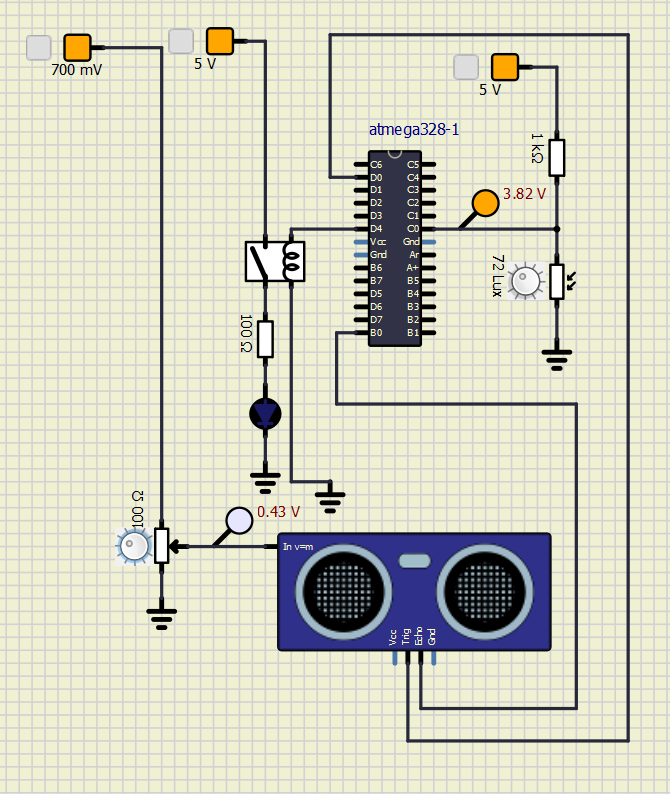 700 mV
5 V
5 V
atmega328-1
1 kΩ
C6 C5
D0 C4
D1 C3
D2 C2
D3 C1
D4 C0
Vcc Gnd
Gnd Ar
B6 A+
B7 B5
D5 B4
D6 B3
D7 B2
B0 B1
3.82 V
72 Lux
100 Ω
100 Ω
0.43 V
In v=m
Vcc
Trig
Echo
Gnd